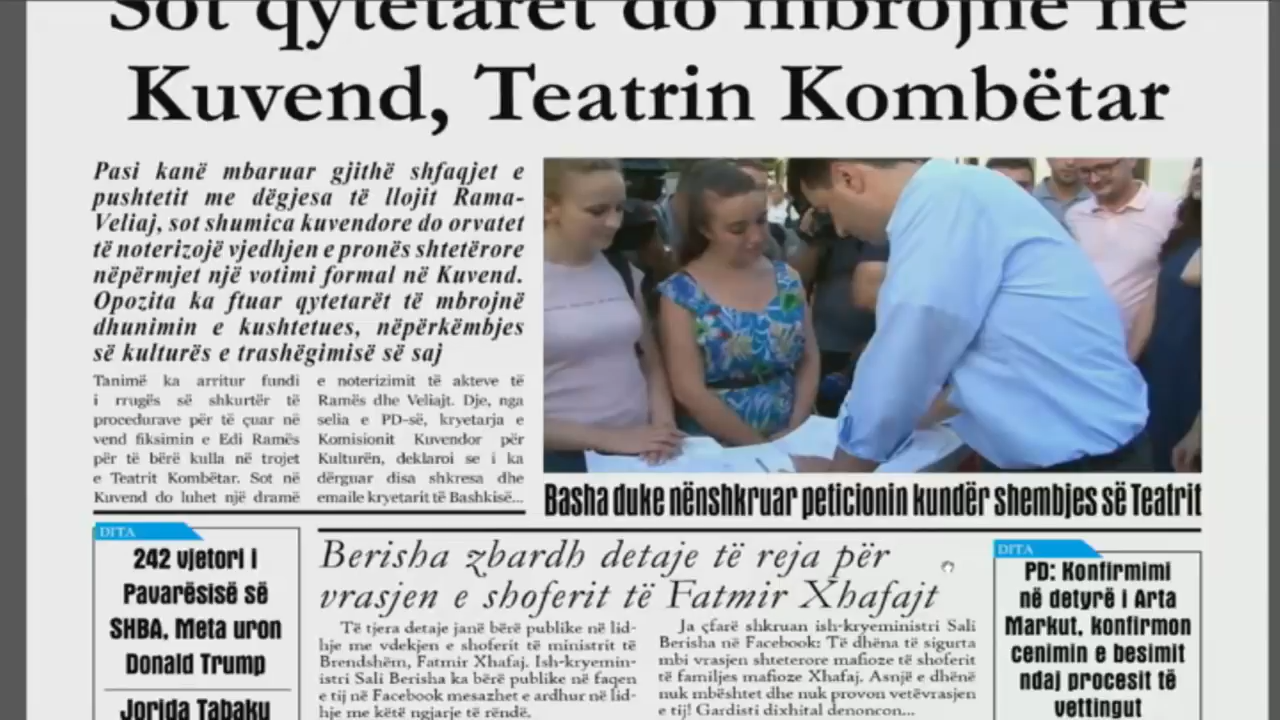 Sot qytetarët do mbrojnë në
Kuvend, Teatrin Kombëtar
Pasi kanë mbaruar gjithë shfaqjet e
pushtetit me dëgjesa të llojit Rama-
Veliaj, sot shumica kuvendore do orvatet
të noterizojë vjedhjen e pronës shtetërore
nëpërmjet një votimi formal në Kuvend.
Opozita ka ftuar qytetarët të mbrojnë
dhunimin e kushtetues, nëpërkëmbjes
së kulturës e trashëgimisë së saj
Tanimë ka arritur fundi
i rrugës së shkurtër të
procedurave për të çuar në
vend fiksimin e Edi Ramës
për të bërë kulla në trojet
e Teatrit Kombëtar. Sot në
Kuvend do luhet një dramë
e noterizimit të akteve të
Ramës dhe Veliajt. Dje, nga
selia e PD-së, kryetarja e
Komisionit Kuvendor për
Kulturën, deklaroi se i ka
dërguar disa shkresa dhe
emaile kryetarit të Bashkisë...
Basha duke nënshkruar peticionin kundër shembjes së Teatrit
DITA
242 vjetori i
Pavarësisë së
SHBA, Meta uron
Donald Trump
Jorida Tabaku
Berisha zbardh detaje të reja për
vrasjen e shoferit të Fatmir Xhafajt
Të tjera detaje janë bërë publike në lid-
hje me vdekjen e shoferit të ministrit të
Brendshëm, Fatmir Xhafaj. Ish-kryemin-
istri Sali Berisha ka bërë publike në faqen
e tij në Facebook mesazhet e ardhur në lid-
hje me këtë ngjarje të rëndë.
Ja çfarë shkruan ish-kryeministri Sali
Berisha në Facebook: Të dhëna të sigurta
mbi vrasjen shteterore mafioze të shoferit
të familjes mafioze Xhafaj. Asnjë e dhënë
nuk mbështet dhe nuk provon vetëvrasjen
e tij! Gardisti dixhital denoncon...
DITA
PD: Konfirmimi
në detyrë i Arta
Markut, konfirmon
cenimin e besimit
ndaj procesit të
vettingut